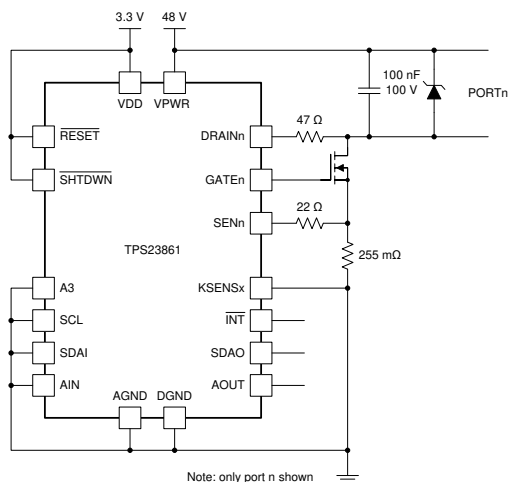 3.3 V
48 V
VDD
VPWR
100 nF
100 V
PORTn
RESET
DRAINn
47 Ω
SHTDWN
GATEn
SENn
22 Ω
TPS23861
255 mΩ
A3
KSENSx
SCL
INT
SDAI
SDAO
AIN
AOUT
AGND
DGND
Note: only port n shown